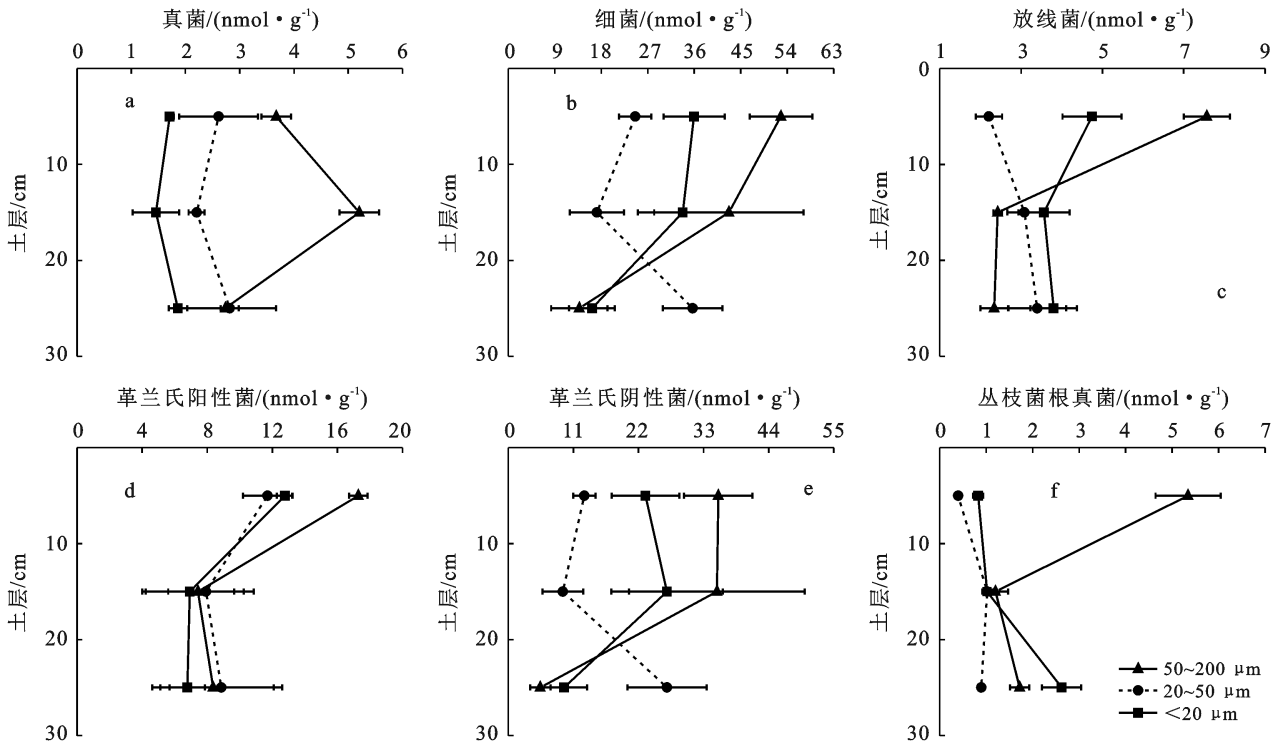 真菌/(nmol·g⁻¹)
0 1 2 3 4 5 6
a
10
20
30
土层/cm
细菌/(nmol·g⁻¹)
0 9 18 27 36 45 54 63
b
10
20
30
土层/cm
放线菌/(nmol·g⁻¹)
1 3 5 7 9
0
10
20
30
土层/cm
c
革兰氏阳性菌/(nmol·g⁻¹)
0 4 8 12 16 20
d
10
20
30
土层/cm
革兰氏阴性菌/(nmol·g⁻¹)
0 11 22 33 44 55
e
10
20
30
土层/cm
丛枝菌根真菌/(nmol·g⁻¹)
0 1 2 3 4 5 6 7
f
10
20
30
土层/cm
50~200 μm
20~50 μm
<20 μm